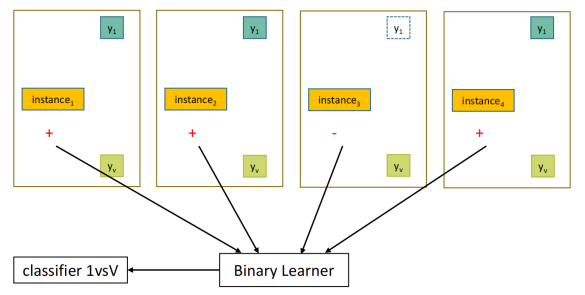 y₁ y₁ y₁ y₁
instance₁ instance₂ instance₃ instance₄
+ + - +
yᵥ yᵥ yᵥ yᵥ
classifier 1vsV Binary Learner